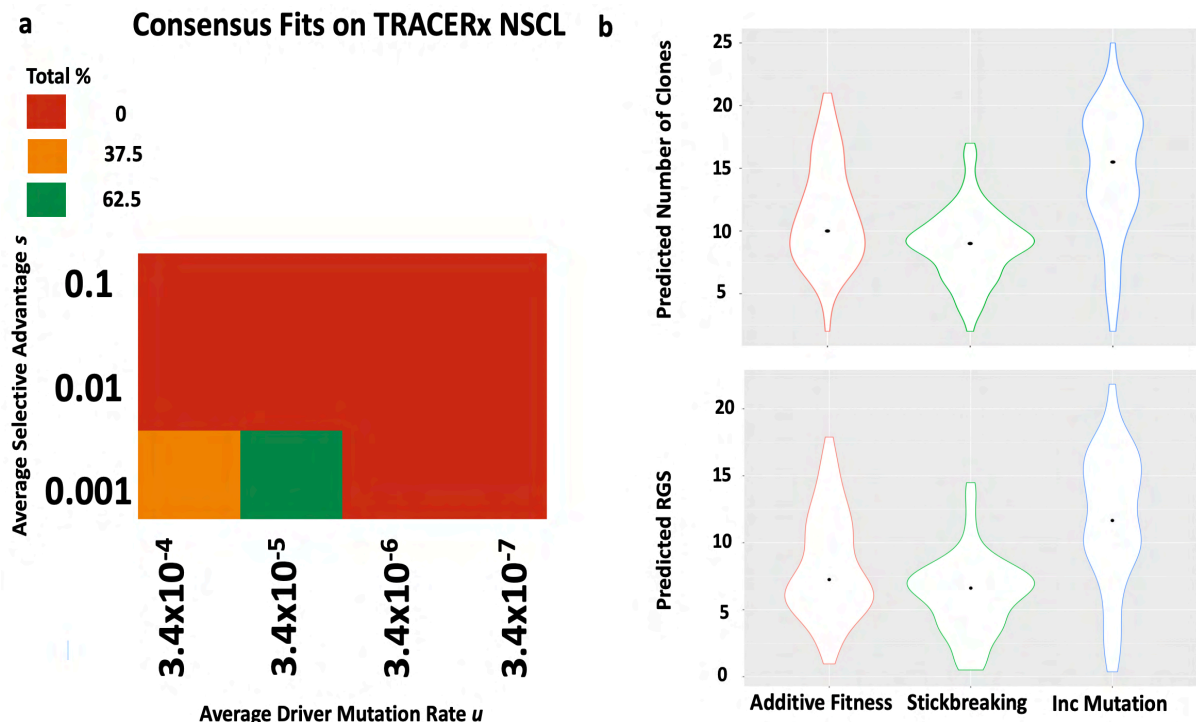 a
Consensus Fits on TRACERx NSCL
Total %
0
37.5
62.5
Average Selective Advantage s
0.1
0.01
0.001
3.4x10⁻⁴
3.4x10⁻⁵
3.4x10⁻⁶
3.4x10⁻⁷
Average Driver Mutation Rate u
b
Predicted Number of Clones
25
20
15
10
5
Predicted RGS
20
15
10
5
0
Additive Fitness
Stickbreaking
Inc Mutation